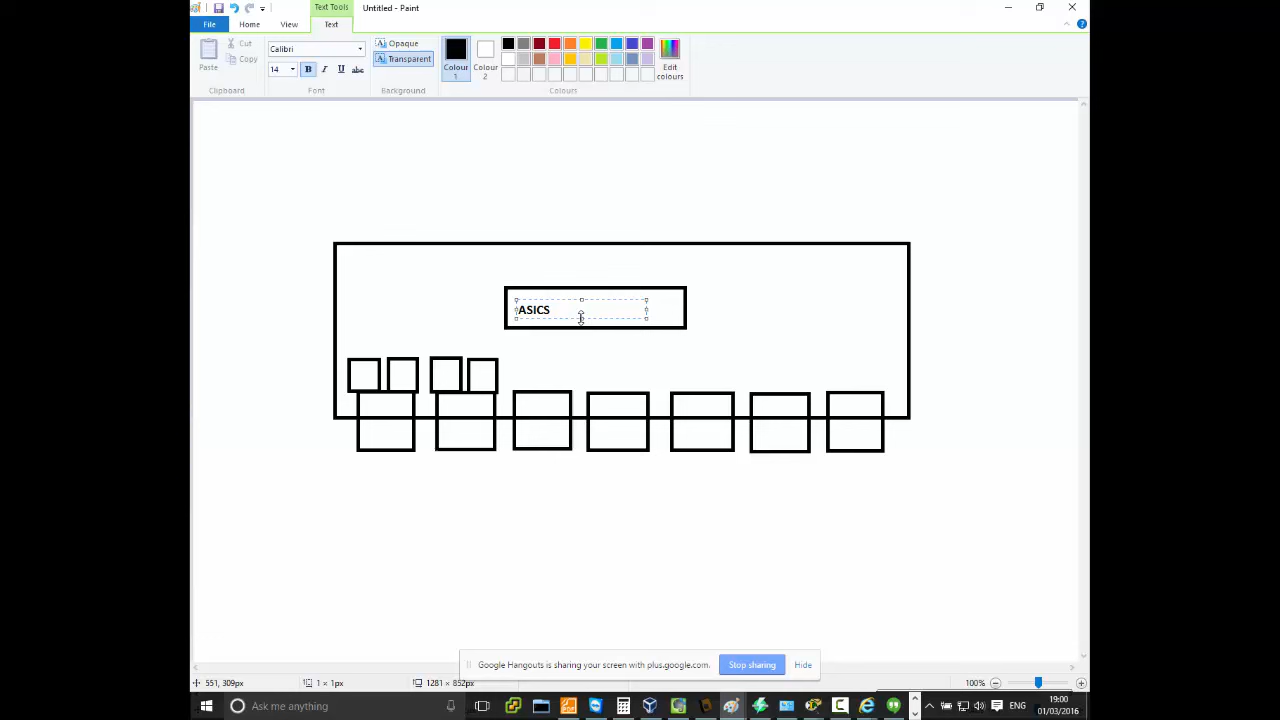 Text Tools
Untitled - Paint
File
Home
View
Text
Paste
Cut
Copy
Clipboard
Calibri
14
B
I
U
abc
Font
Opaque
Transparent
Background
Colour 1
Colour 2
Edit colours
Colours
ASICS
Google Hangouts is sharing your screen with plus.google.com.
Stop sharing
Hide
551, 309px
1 × 1px
1281 × 852px
100%
Ask me anything
ENG
19:00
01/03/2016